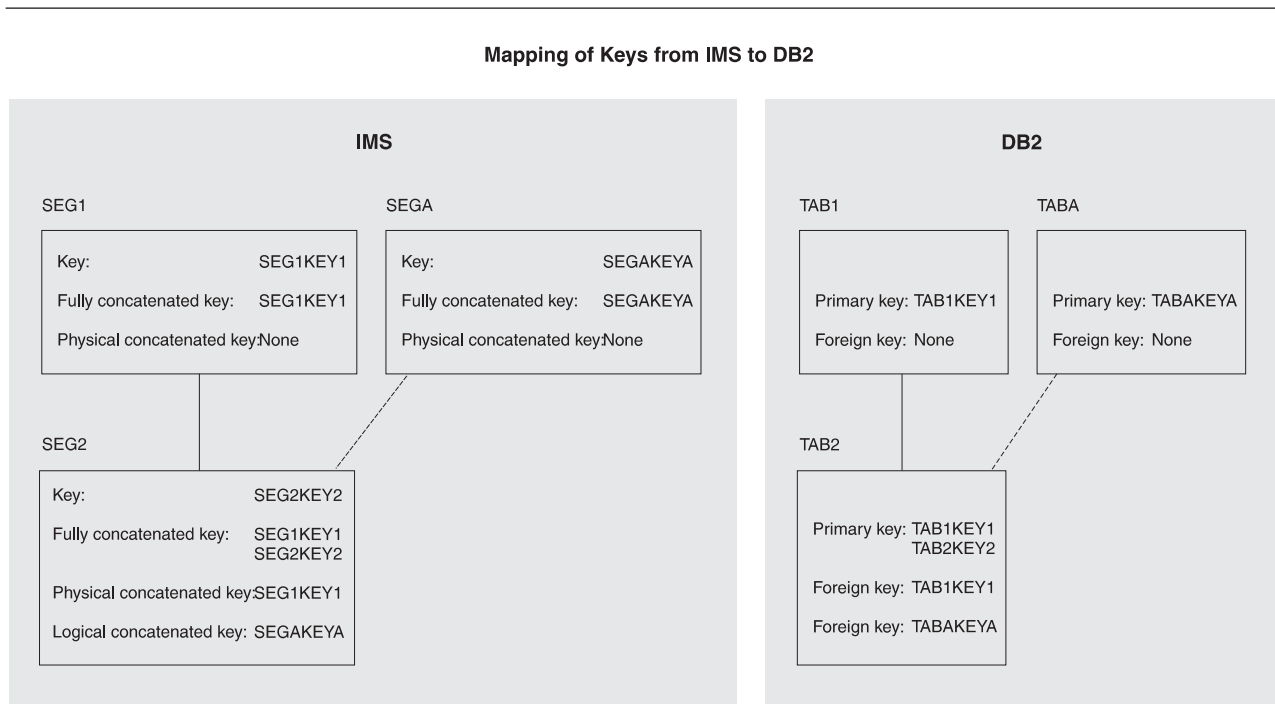 Mapping of Keys from IMS to DB2
IMS
SEG1
Key: SEG1KEY1
Fully concatenated key: SEG1KEY1
Physical concatenated key:None
SEGA
Key: SEGAKEYA
Fully concatenated key: SEGAKEYA
Physical concatenated key:None
SEG2
Key: SEG2KEY2
Fully concatenated key: SEG1KEY1
SEG2KEY2
Physical concatenated key:SEG1KEY1
Logical concatenated key: SEGAKEYA
DB2
TAB1
Primary key: TAB1KEY1
Foreign key: None
TABA
Primary key: TABAKEYA
Foreign key: None
TAB2
Primary key: TAB1KEY1
TAB2KEY2
Foreign key: TAB1KEY1
Foreign key: TABAKEYA